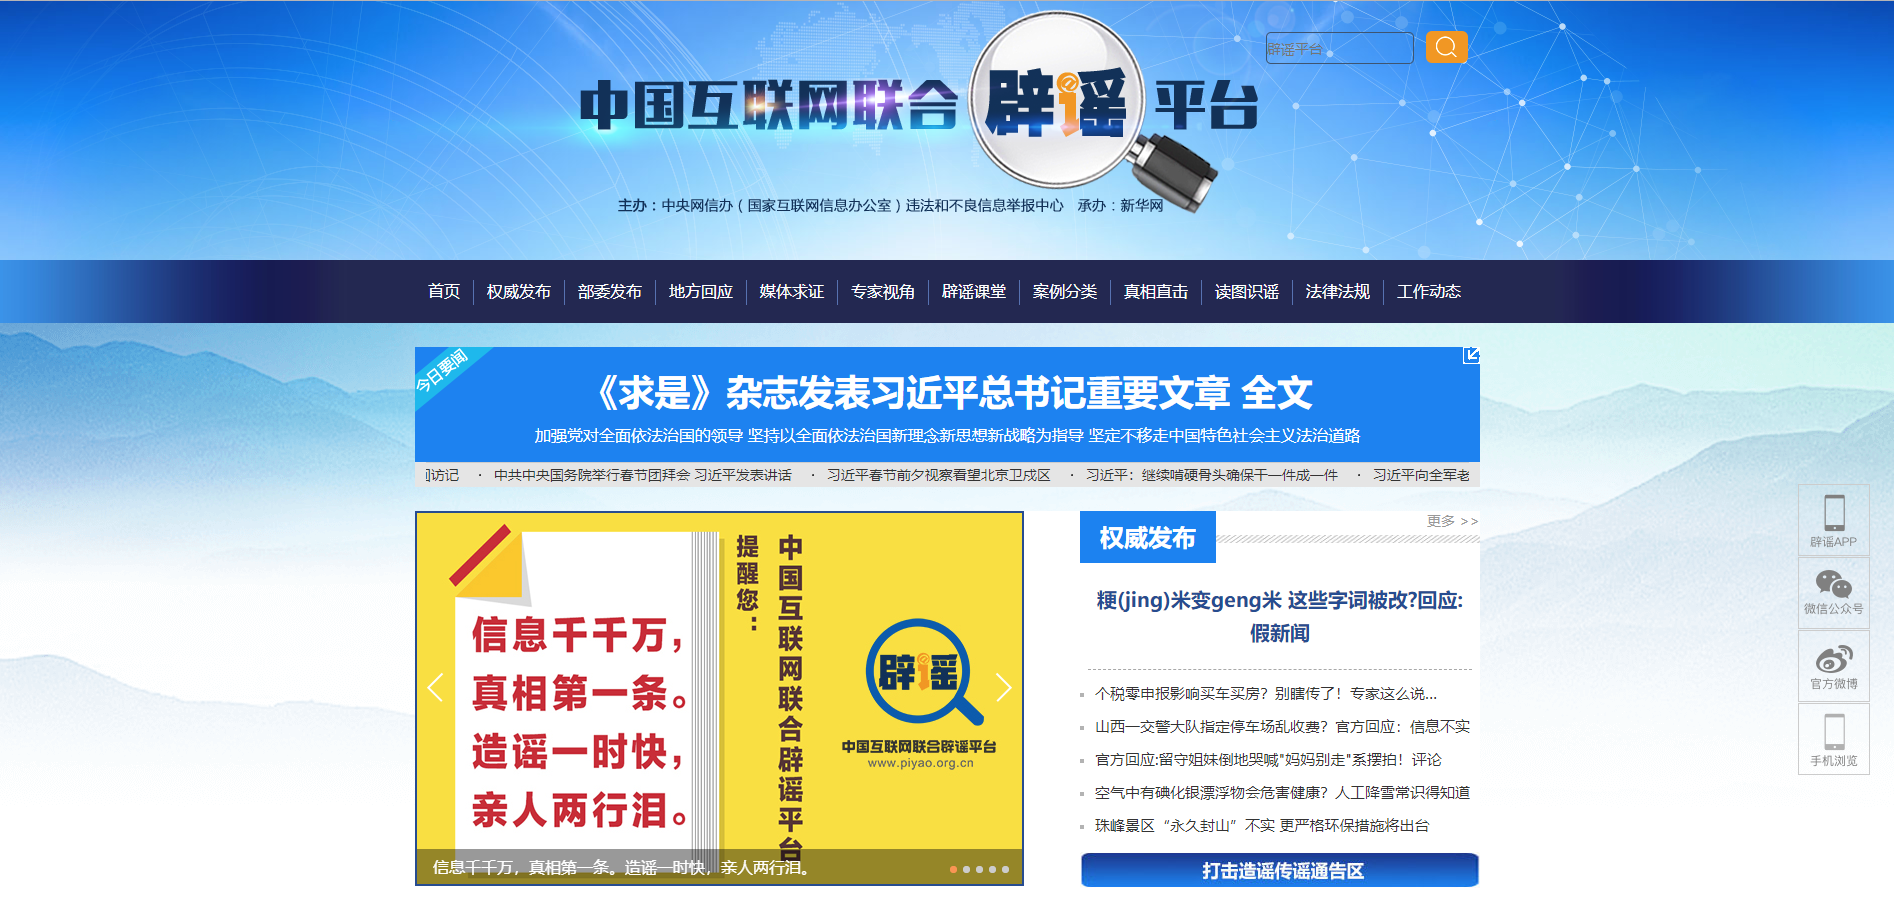 辟谣平台
中国互联网联合辟谣平台
主办：中央网信办（国家互联网信息办公室）违法和不良信息举报中心 承办：新华网
首页 权威发布 部委发布 地方回应 媒体求证 专家视角 辟谣课堂 案例分类 真相直击 读图识谣 法律法规 工作动态
今日要闻
《求是》杂志发表习近平总书记重要文章 全文
加强党对全面依法治国的领导 坚持以全面依法治国新理念新思想新战略为指导 坚定不移走中国特色社会主义法治道路
访记 · 中共中央国务院举行春节团拜会 习近平发表讲话 · 习近平春节前夕视察看望北京卫戍区 · 习近平：继续啃硬骨头确保干一件成一件 · 习近平向全军老
信息千千万，
真相第一条。
造谣一时快，
亲人两行泪。
中国互联网联合辟谣平台
提醒您：
辟谣
中国互联网联合辟谣平台
www.piyao.org.cn
信息千千万，真相第一条。造谣一时快，亲人两行泪。
权威发布
更多 >>
粳(jing)米变geng米 这些字词被改?回应:
假新闻
个税零申报影响买车买房？别瞎传了！专家这么说...
山西一交警大队指定停车场乱收费？官方回应：信息不实
官方回应:留守姐妹倒地哭喊"妈妈别走"系摆拍！评论
空气中有碘化银漂浮物会危害健康？人工降雪常识得知道
珠峰景区“永久封山”不实 更严格环保措施将出台
打击造谣传谣通告区
辟谣APP
微信公众号
官方微博
手机浏览